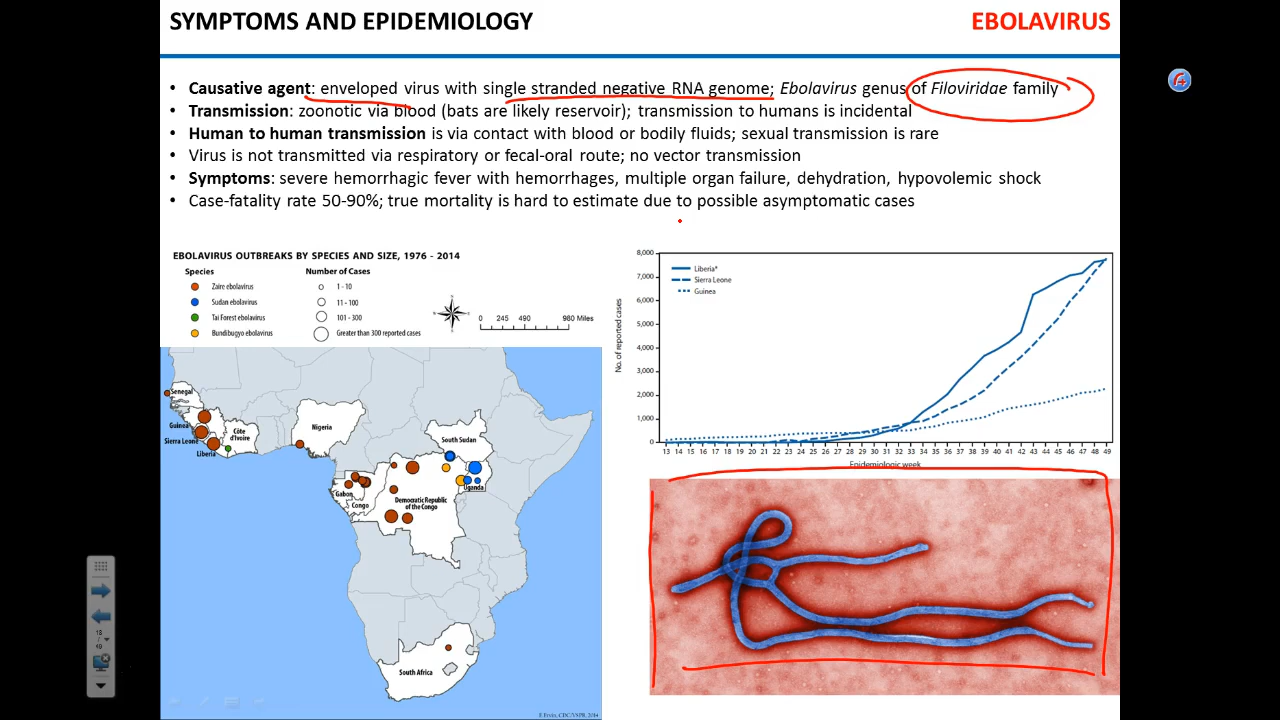 SYMPTOMS AND EPIDEMIOLOGY
EBOLAVIRUS
• Causative agent: enveloped virus with single stranded negative RNA genome; Ebolavirus genus of Filoviridae family
• Transmission: zoonotic via blood (bats are likely reservoir); transmission to humans is incidental
• Human to human transmission is via contact with blood or bodily fluids; sexual transmission is rare
• Virus is not transmitted via respiratory or fecal-oral route; no vector transmission
• Symptoms: severe hemorrhagic fever with hemorrhages, multiple organ failure, dehydration, hypovolemic shock
• Case-fatality rate 50-90%; true mortality is hard to estimate due to possible asymptomatic cases
EBOLAVIRUS OUTBREAKS BY SPECIES AND SIZE, 1976 - 2014
Species
Number of Cases
Zaire ebolavirus
1 - 10
Sudan ebolavirus
11 - 100
Tai Forest ebolavirus
101 - 300
Bundibugyo ebolavirus
Greater than 300 reported cases
0 245 490 980 Miles
Senegal
Guinea
Sierra Leone
Liberia
Côte
d'Ivoire
Nigeria
South Sudan
Uganda
Gabon
Congo
Democratic Republic
of the Congo
South Africa
No. of reported cases
8,000
7,000
6,000
5,000
4,000
3,000
2,000
1,000
0
Liberia*
Sierra Leone
Guinea
13 14 15 16 17 18 19 20 21 22 23 24 25 26 27 28 29 30 31 32 33 34 35 36 37 38 39 40 41 42 43 44 45 46 47 48 49
Epidemiologic week
18
/
49